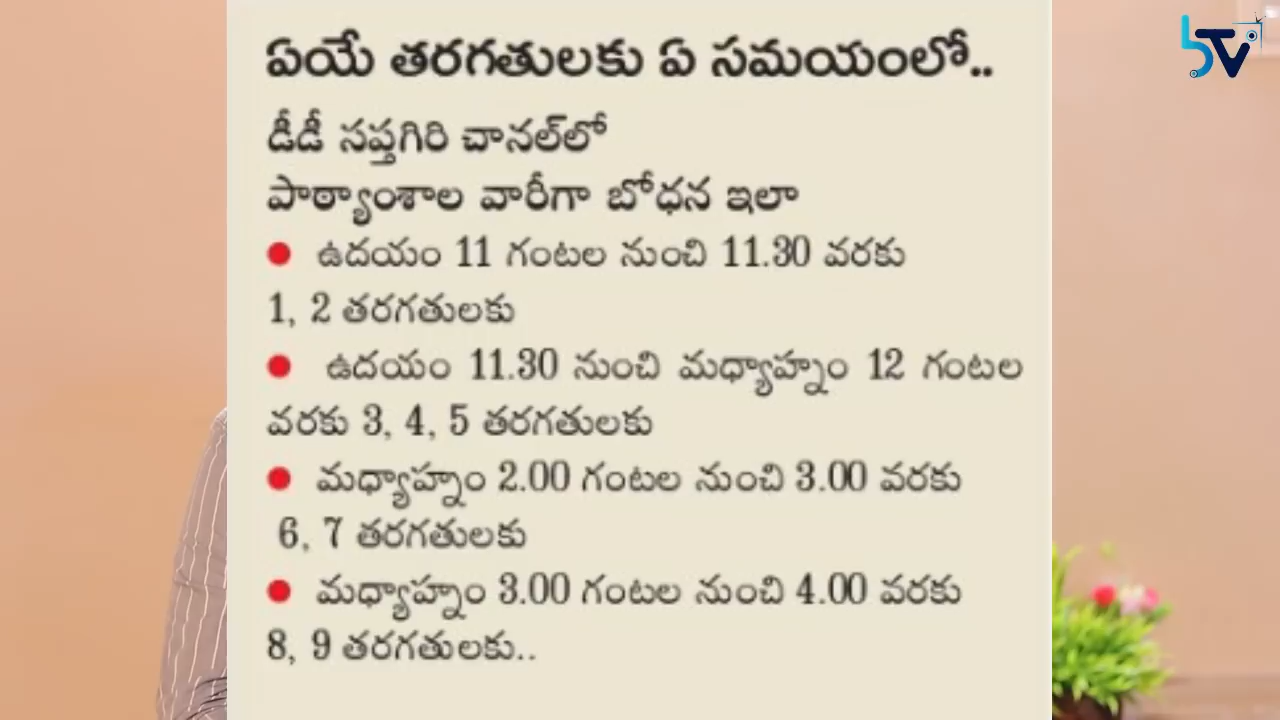 ఏయే తరగతులకు ఏ సమయంలో..
డీడీ సప్తగిరి చానల్‌లో
పాఠ్యాంశాల వారీగా బోధన ఇలా
● ఉదయం 11 గంటల నుంచి 11.30 వరకు
1, 2 తరగతులకు
● ఉదయం 11.30 నుంచి మధ్యాహ్నం 12 గంటల
వరకు 3, 4, 5 తరగతులకు
● మధ్యాహ్నం 2.00 గంటల నుంచి 3.00 వరకు
6, 7 తరగతులకు
● మధ్యాహ్నం 3.00 గంటల నుంచి 4.00 వరకు
8, 9 తరగతులకు..